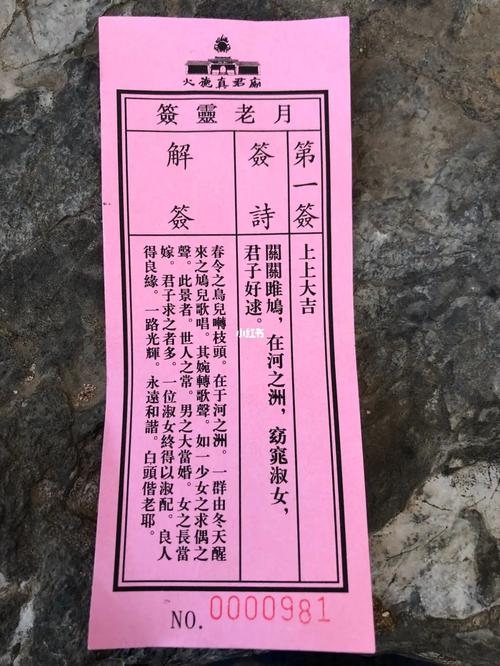 火德真君廟
月老靈簽
第一簽
上上大吉
簽詩
關關雎鳩，在河之洲，窈窕淑女，
君子好逑。
解簽
春令之鳥兒囀枝頭。在于河之洲。一群由冬天醒
來之鳩兒歌唱。其婉轉歌聲。如一少女之求偶之
聲。此景者。世人之常。男之大當婚。女之長當
嫁。君子求之者多。一位淑女終得以淑配。良人
得良緣。一路光輝。永遠和諧。白頭偕老耶。
小红书
NO. 0000981